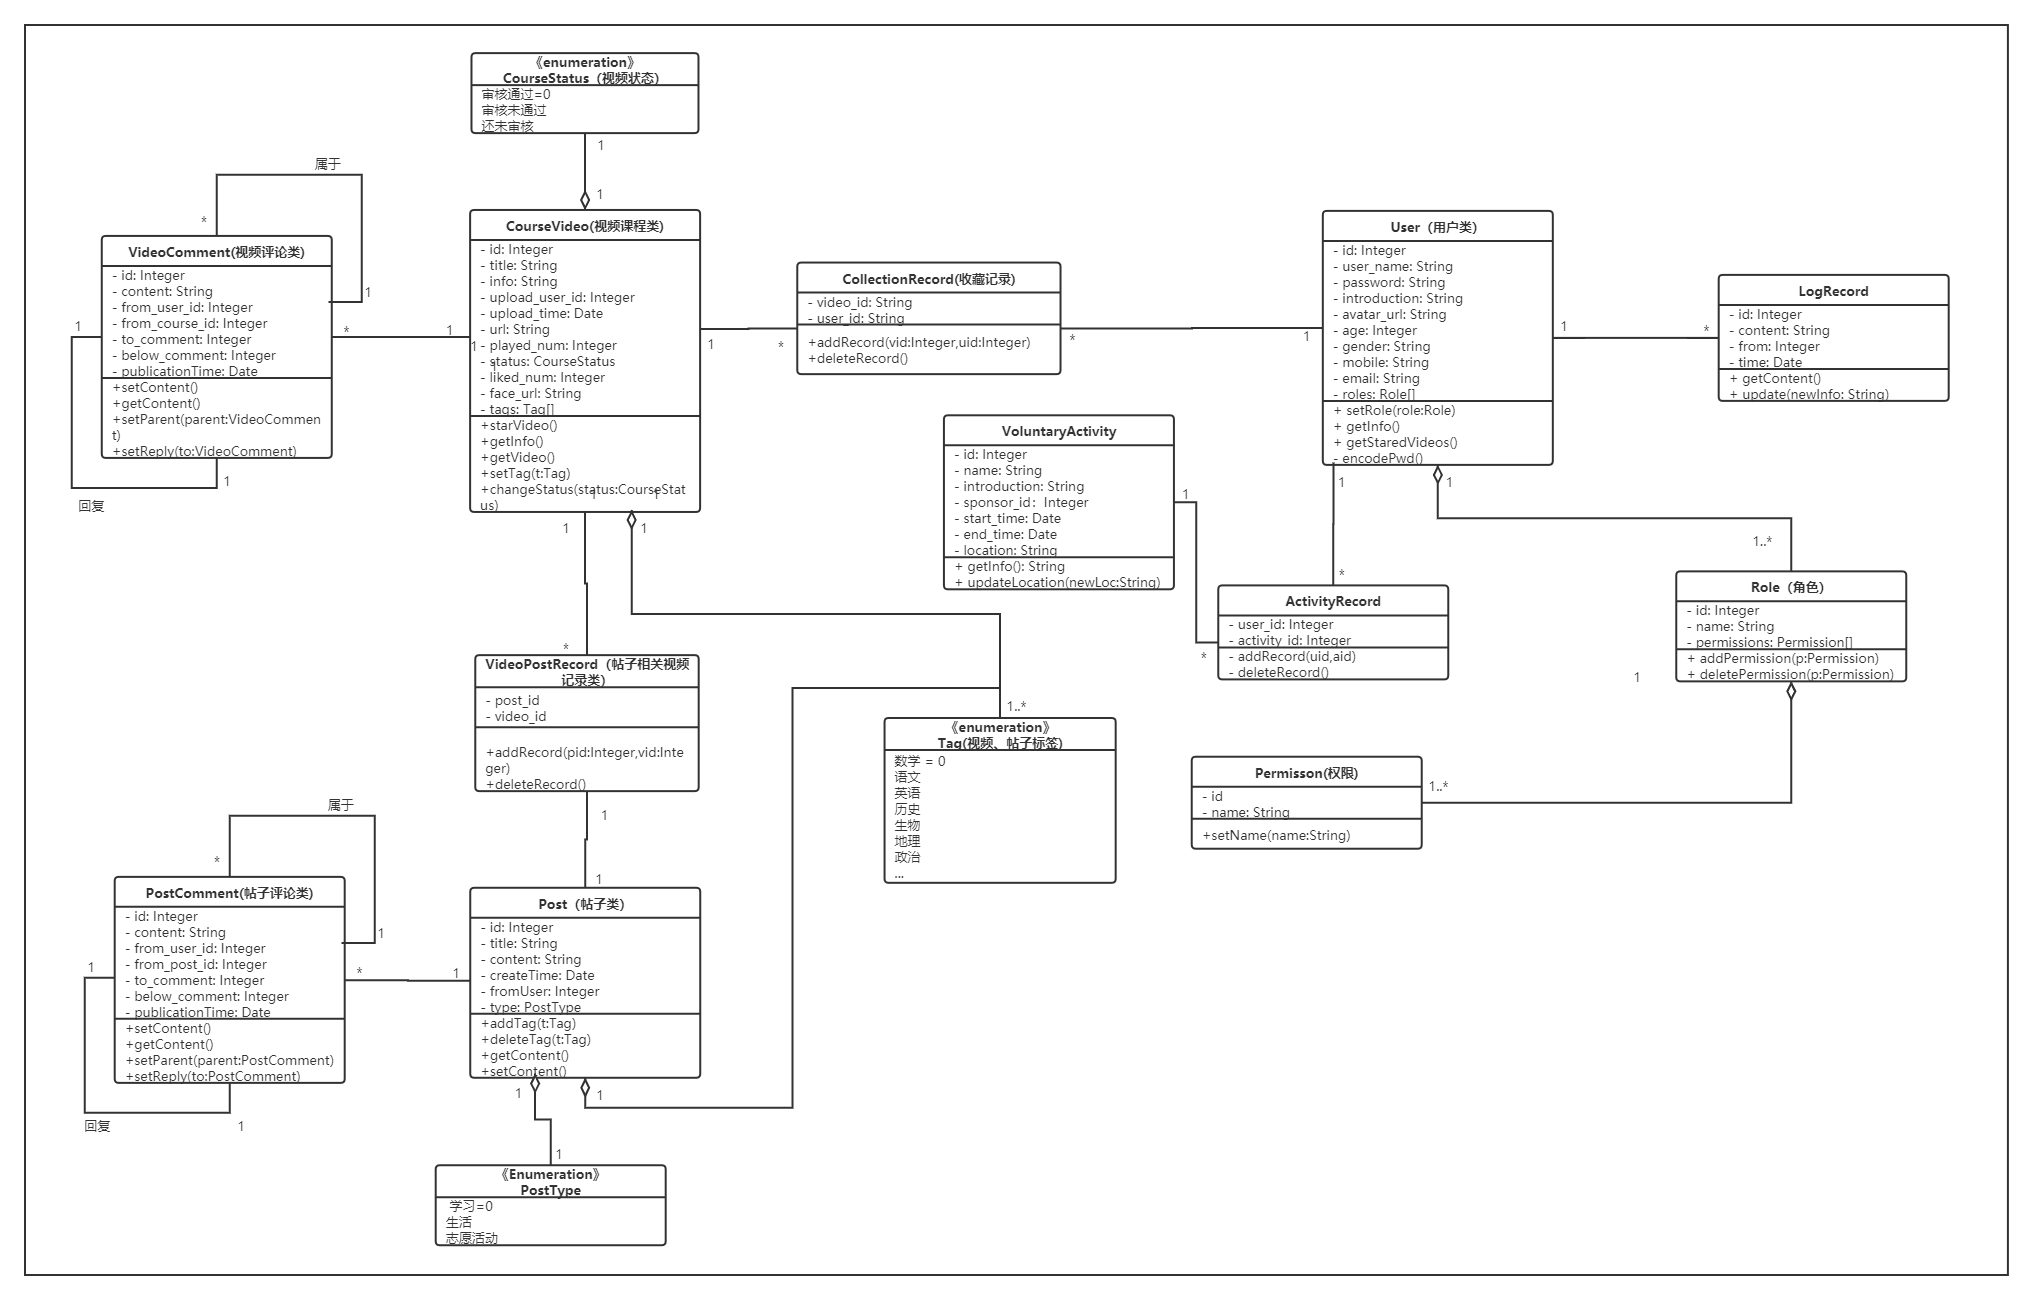 《enumeration》
CourseStatus（视频状态）
审核通过=0
审核未通过
还未审核
1
1
属于
*
1
VideoComment(视频评论类)
- id: Integer
- content: String
- from_user_id: Integer
- from_course_id: Integer
- to_comment: Integer
- below_comment: Integer
- publicationTime: Date
+setContent()
+getContent()
+setParent(parent:VideoCommen
t)
+setReply(to:VideoComment)
1
1
回复
*
1
1
CourseVideo(视频课程类)
- id: Integer
- title: String
- info: String
- upload_user_id: Integer
- upload_time: Date
- url: String
- played_num: Integer
- status: CourseStatus
- liked_num: Integer
- face_url: String
- tags: Tag[]
+starVideo()
+getInfo()
+getVideo()
+setTag(t:Tag)
+changeStatus(status:CourseStat
us)
1
1
1
*
CollectionRecord(收藏记录)
- video_id: String
- user_id: String
+addRecord(vid:Integer,uid:Integer)
+deleteRecord()
*
1
User（用户类）
- id: Integer
- user_name: String
- password: String
- introduction: String
- avatar_url: String
- age: Integer
- gender: String
- mobile: String
- email: String
- roles: Role[]
+ setRole(role:Role)
+ getInfo()
+ getStaredVideos()
- encodePwd()
1
*
LogRecord
- id: Integer
- content: String
- from: Integer
- time: Date
+ getContent()
+ update(newInfo: String)
VoluntaryActivity
- id: Integer
- name: String
- introduction: String
- sponsor_id：Integer
- start_time: Date
- end_time: Date
- location: String
+ getInfo(): String
+ updateLocation(newLoc:String)
1
*
1
*
ActivityRecord
- user_id: Integer
- activity_id: Integer
- addRecord(uid,aid)
- deleteRecord()
1
1..*
Role（角色）
- id: Integer
- name: String
- permissions: Permission[]
+ addPermission(p:Permission)
+ deletePermission(p:Permission)
1
1..*
Permisson(权限)
- id
- name: String
+setName(name:String)
*
VideoPostRecord（帖子相关视频
记录类）
- post_id
- video_id
+addRecord(pid:Integer,vid:Inte
ger)
+deleteRecord()
1
1
1..*
《enumeration》
Tag(视频、帖子标签)
数学 = 0
语文
英语
历史
生物
地理
政治
...
属于
*
1
PostComment(帖子评论类)
- id: Integer
- content: String
- from_user_id: Integer
- from_post_id: Integer
- to_comment: Integer
- below_comment: Integer
- publicationTime: Date
+setContent()
+getContent()
+setParent(parent:PostComment)
+setReply(to:PostComment)
1
1
回复
*
1
Post（帖子类）
- id: Integer
- title: String
- content: String
- createTime: Date
- fromUser: Integer
- type: PostType
+addTag(t:Tag)
+deleteTag(t:Tag)
+getContent()
+setContent()
1
1
1
《Enumeration》
PostType
学习=0
生活
志愿活动